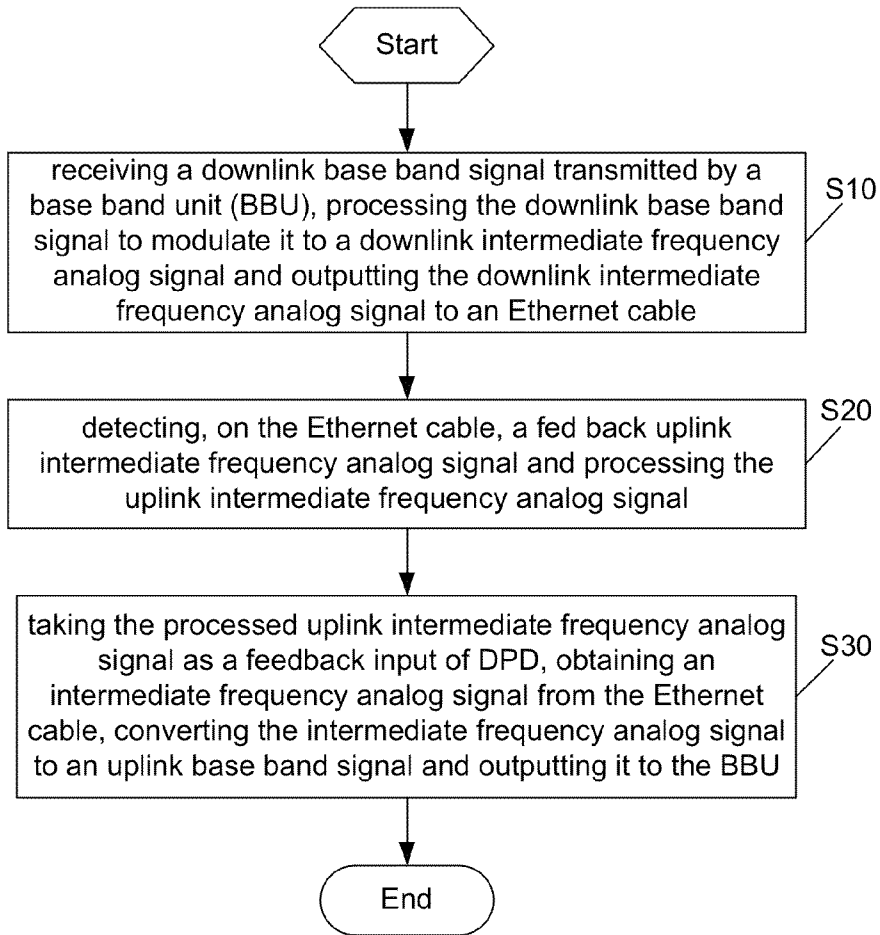 Start
receiving a downlink base band signal transmitted by a
base band unit (BBU), processing the downlink base band
signal to modulate it to a downlink intermediate frequency
analog signal and outputting the downlink intermediate
frequency analog signal to an Ethernet cable
S10
detecting, on the Ethernet cable, a fed back uplink
intermediate frequency analog signal and processing the
uplink intermediate frequency analog signal
S20
taking the processed uplink intermediate frequency analog
signal as a feedback input of DPD, obtaining an
intermediate frequency analog signal from the Ethernet
cable, converting the intermediate frequency analog signal
to an uplink base band signal and outputting it to the BBU
S30
End